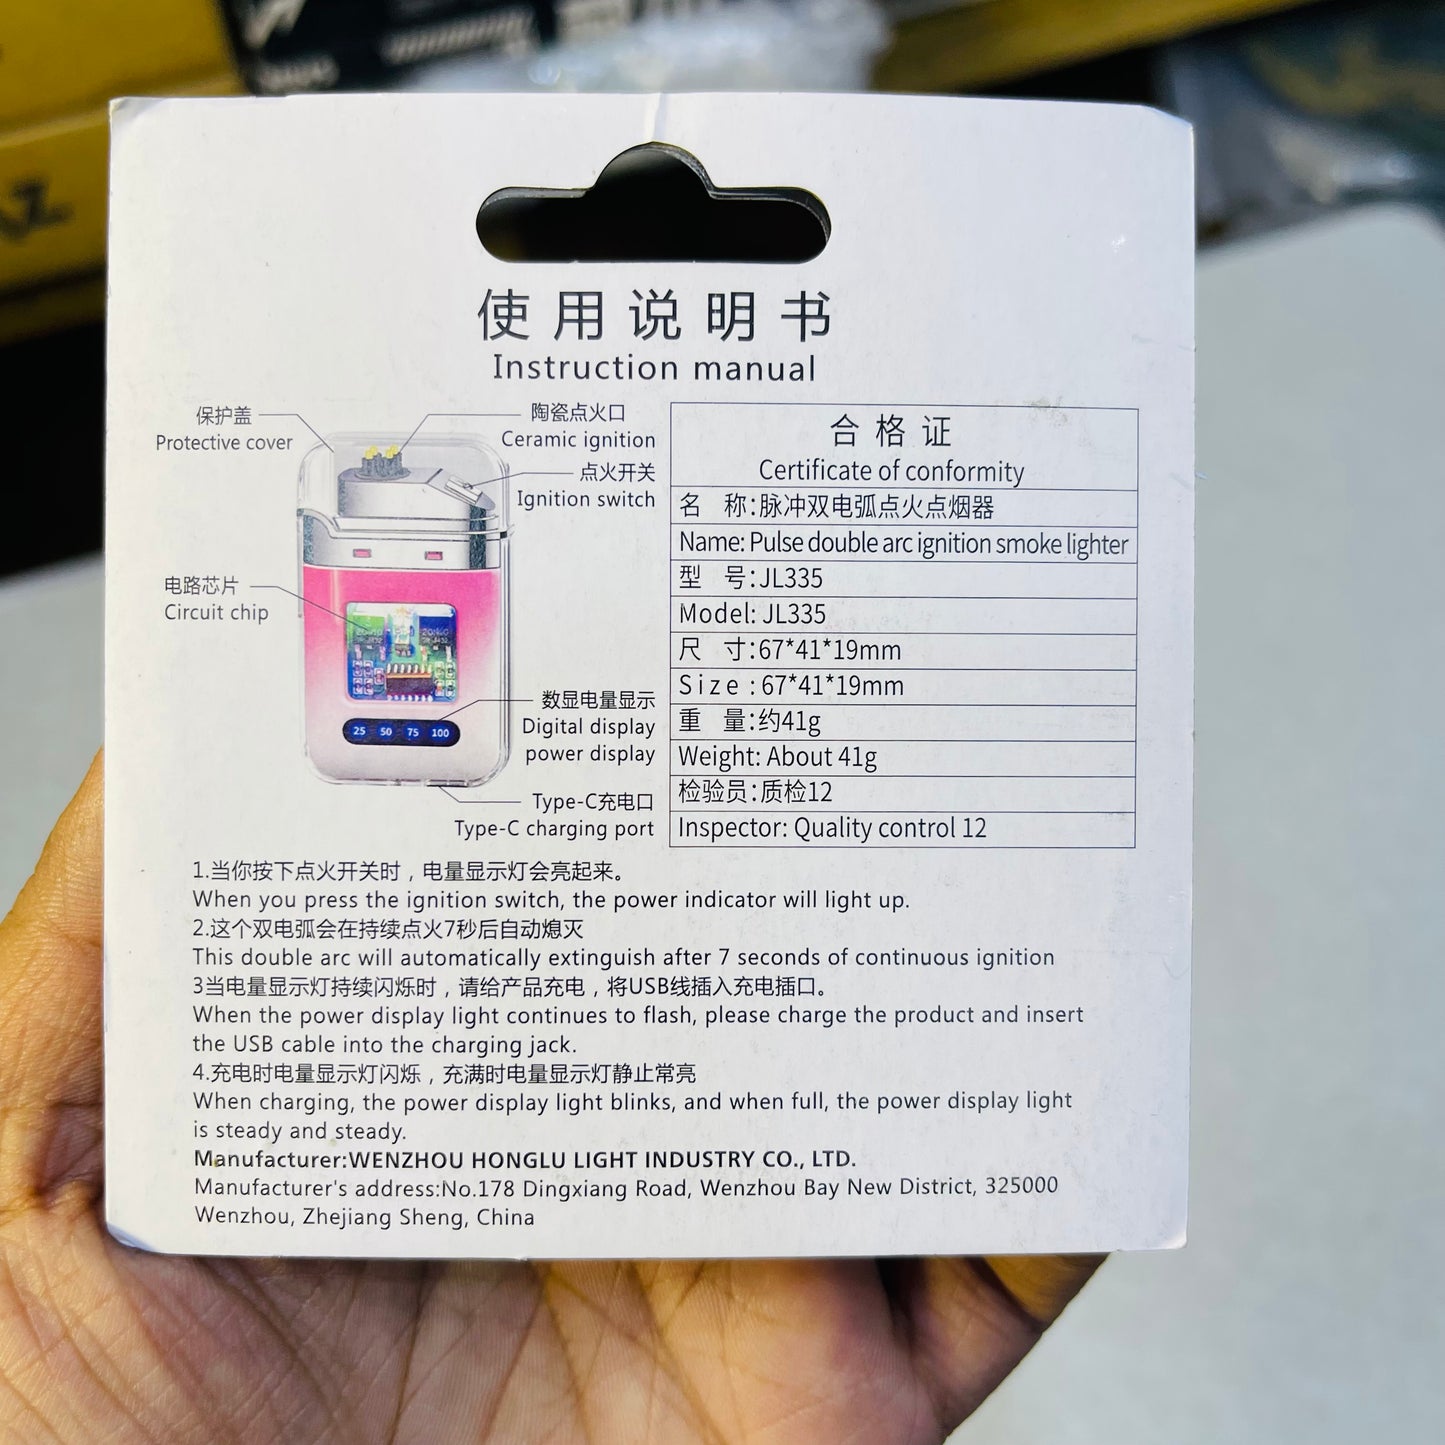 使用说明书
Instruction manual
保护盖
Protective cover
陶瓷点火口
Ceramic ignition
点火开关
Ignition switch
电路芯片
Circuit chip
25 50 75 100
数显电量显示
Digital display
power display
Type-C充电口
Type-C charging port
合格证
Certificate of conformity
名 称:脉冲双电弧点火点烟器
Name: Pulse double arc ignition smoke lighter
型 号:JL335
Model: JL335
尺 寸:67*41*19mm
Size: 67*41*19mm
重 量:约41g
Weight: About 41g
检验员:质检12
Inspector: Quality control 12
1.当你按下点火开关时，电量显示灯会亮起来。
When you press the ignition switch, the power indicator will light up.
2.这个双电弧会在持续点火7秒后自动熄灭
This double arc will automatically extinguish after 7 seconds of continuous ignition
3当电量显示灯持续闪烁时，请给产品充电，将USB线插入充电插口。
When the power display light continues to flash, please charge the product and insert
the USB cable into the charging jack.
4.充电时电量显示灯闪烁，充满时电量显示灯静止常亮
When charging, the power display light blinks, and when full, the power display light
is steady and steady.
Manufacturer:WENZHOU HONGLU LIGHT INDUSTRY CO., LTD.
Manufacturer's address:No.178 Dingxiang Road, Wenzhou Bay New District, 325000
Wenzhou, Zhejiang Sheng, China